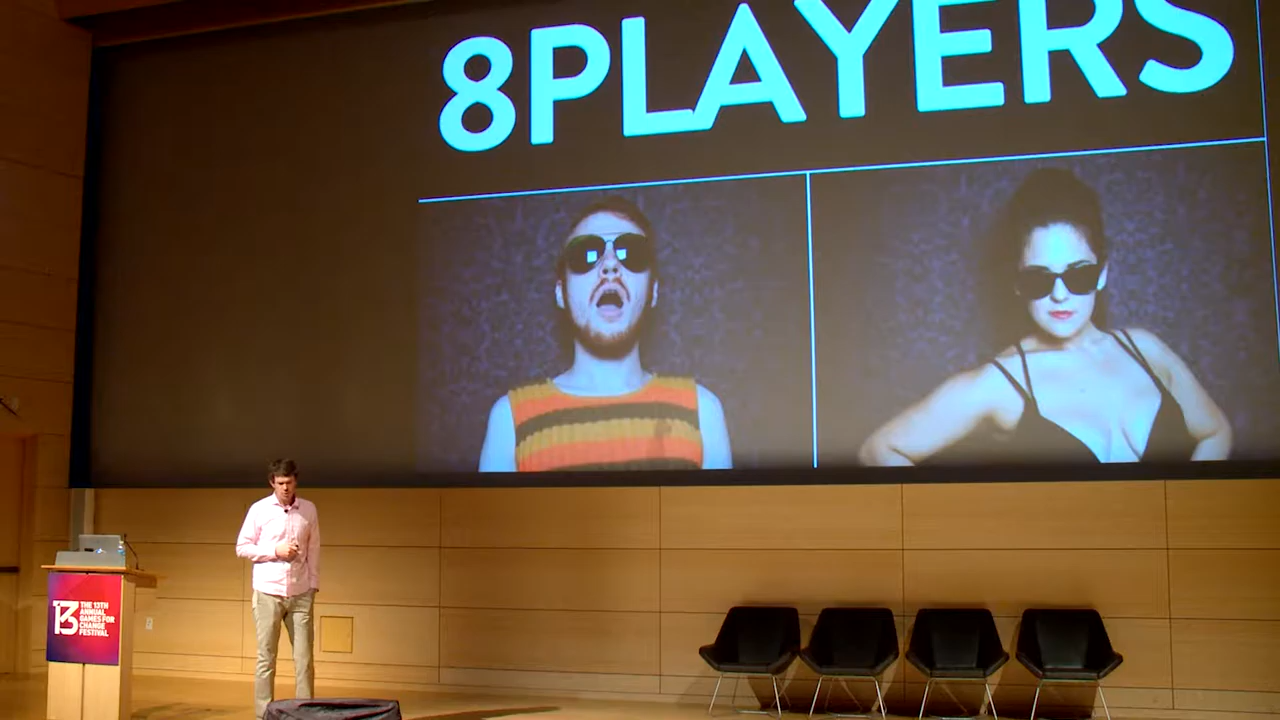 8PLAYERS
13
THE 13TH
ANNUAL
GAMES FOR
CHANGE
FESTIVAL